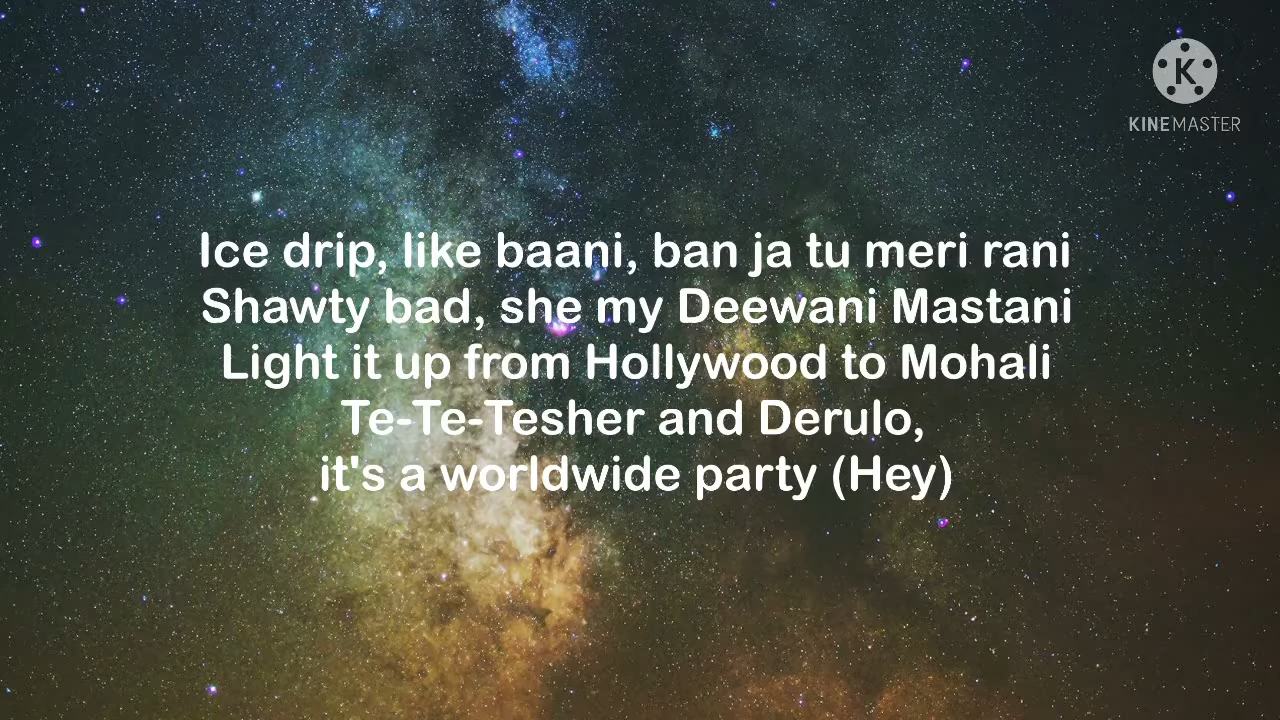 K
KINEMASTER
Ice drip, like baani, ban ja tu meri rani
Shawty bad, she my Deewani Mastani
Light it up from Hollywood to Mohali
Te-Te-Tesher and Derulo,
it's a worldwide party (Hey)